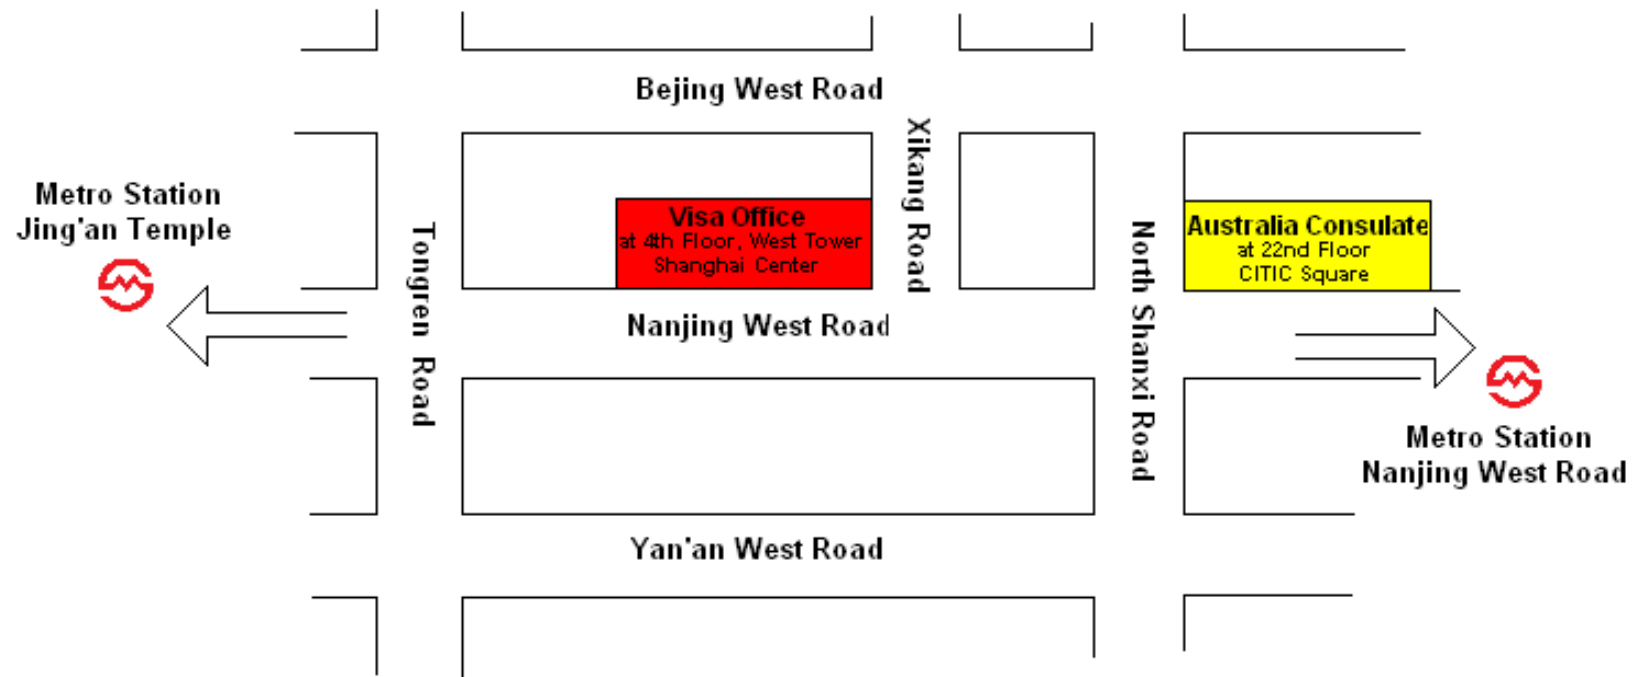 Bejing West Road
Xikang Road
Metro Station
Jing'an Temple
Visa Office
at 4th Floor, West Tower
Shanghai Center
Australia Consulate
at 22nd Floor
CITIC Square
Tongren Road
North Shanxi Road
Nanjing West Road
Metro Station
Nanjing West Road
Yan'an West Road